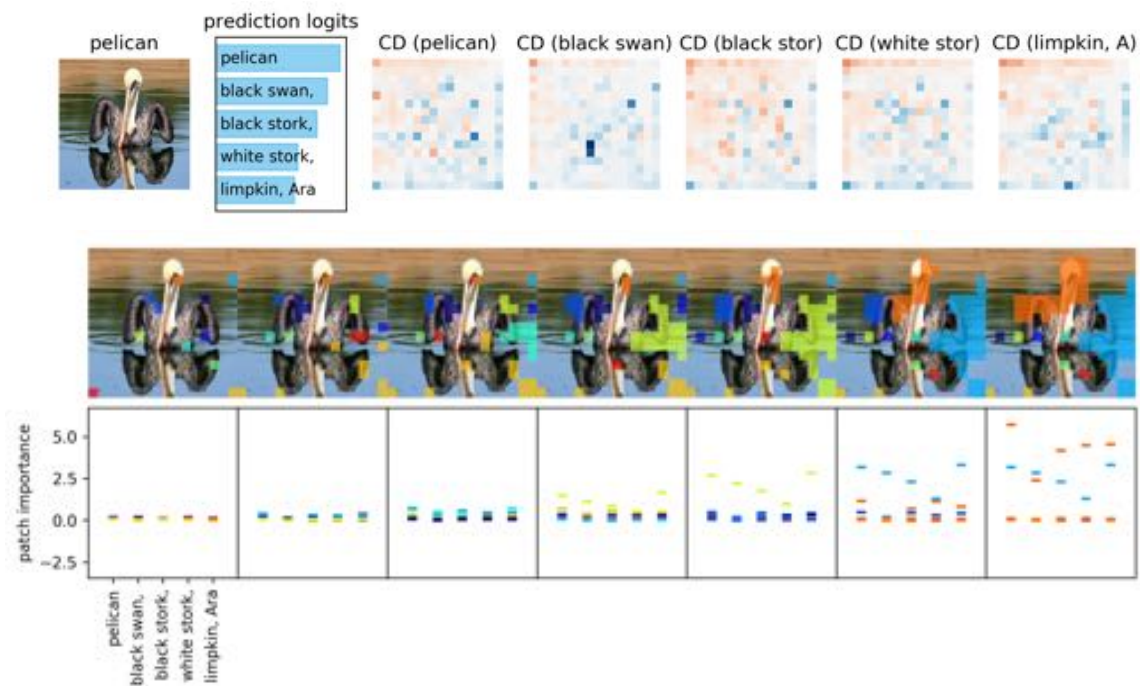 pelican
prediction logits
pelican
black swan,
black stork,
white stork,
limpkin, Ara
CD (pelican)
CD (black swan)
CD (black stor)
CD (white stor)
CD (limpkin, A)
patch importance
5.0
2.5
0.0
−2.5
pelican
black swan,
black stork,
white stork,
limpkin, Ara